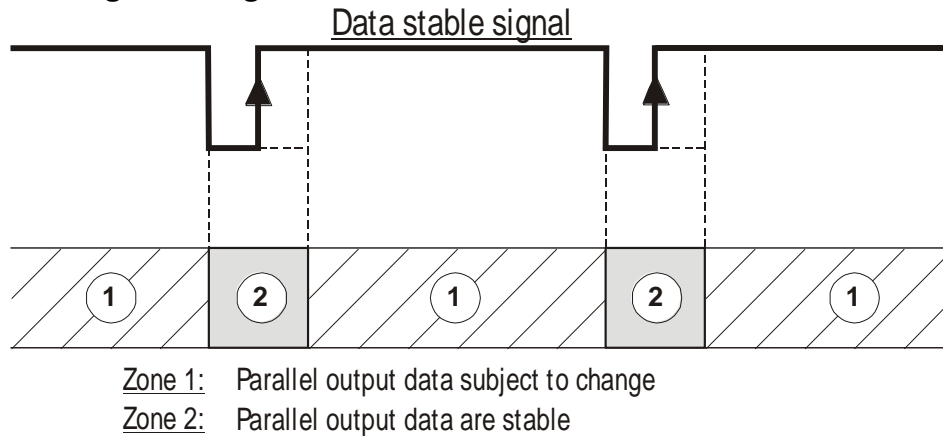 Data stable signal
1 2 1 2 1
Zone 1: Parallel output data subject to change
Zone 2: Parallel output data are stable